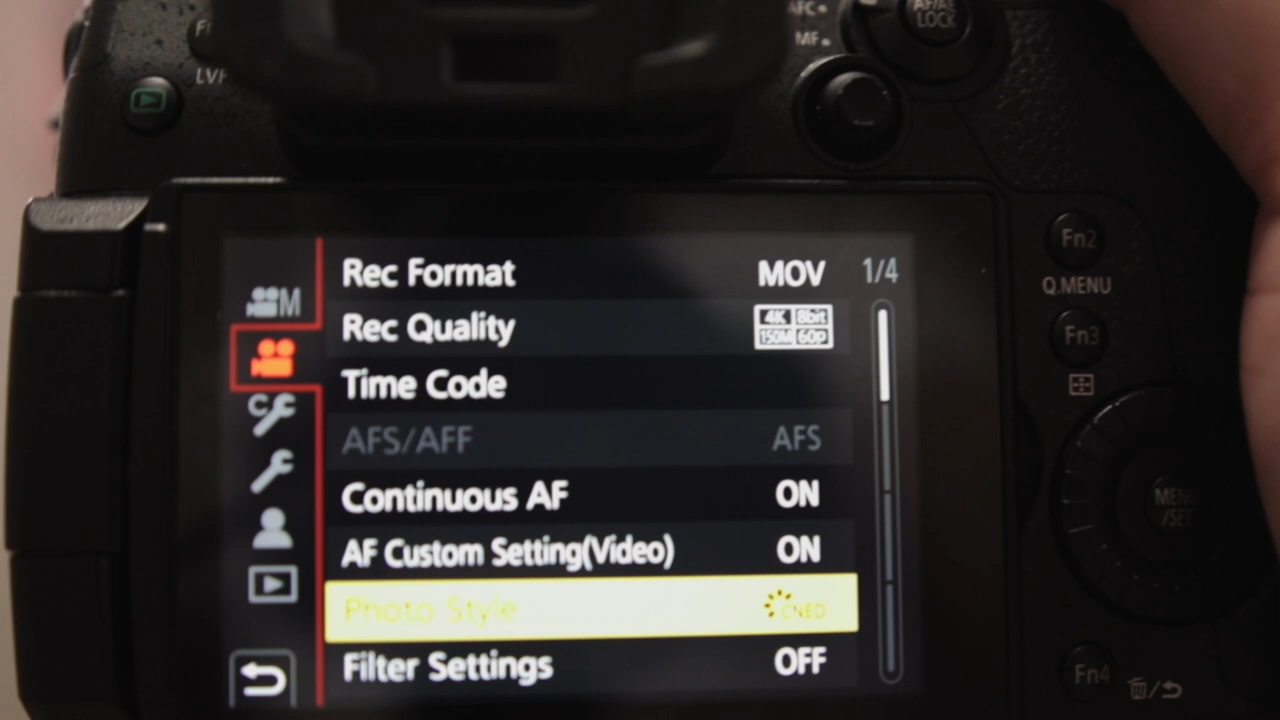 AFC
AF/AE
LOCK
MF
LVF
Fn2
Rec Format MOV 1/4
M
Q.MENU
Rec Quality 4K 8bit
150M 60p
Fn3
Time Code
AFS/AFF AFS
Continuous AF ON
MENU
/SET
AF Custom Setting(Video) ON
Photo Style CNED
Filter Settings OFF
Fn4